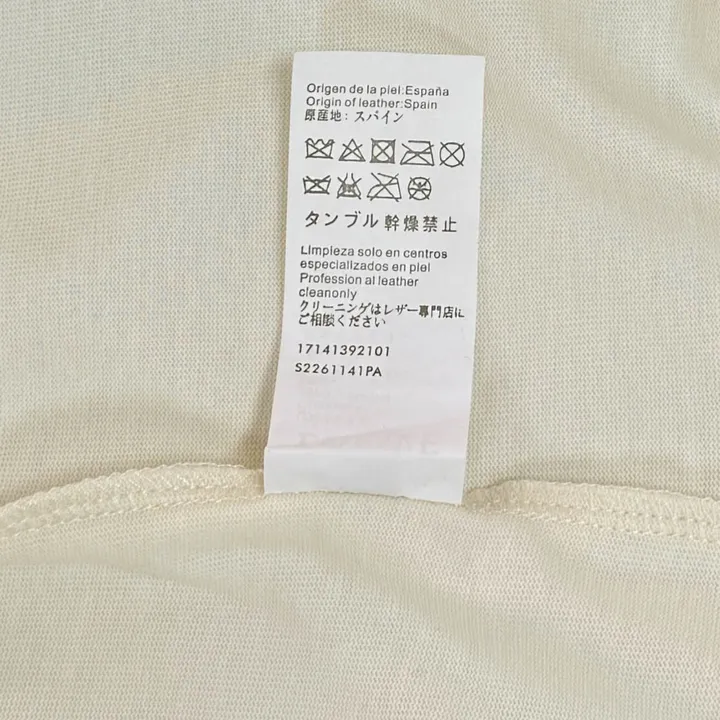 Origen de la piel:España
Origin of leather:Spain
原産地：スパイン
タンブル幹燥禁止
LImpieza solo en centros
especializados en piel
Profession al leather
cleanonly
クリーニングはレザー専門店に
ご相談ください
17141392101
S2261141PA